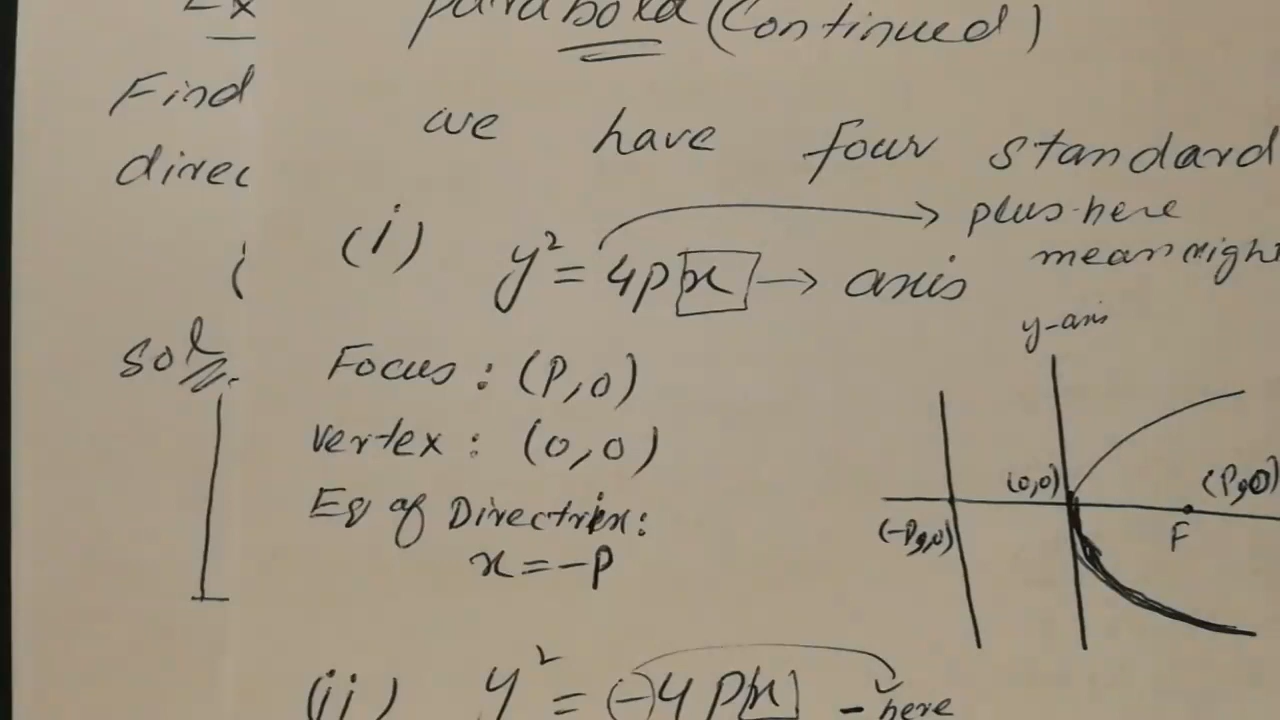 Ex
Find
direc
(
Sol.
parabola (Continued)
we have four standard
(i) y² = 4px → axis
plus here
mean right
Focus : (P,0)
Vertex : (0,0)
Eq of Directrix:
x = -P
y-axis
(0,0)
(P,0)
(-P,0)
F
(ii) y² = (-)4px
- here